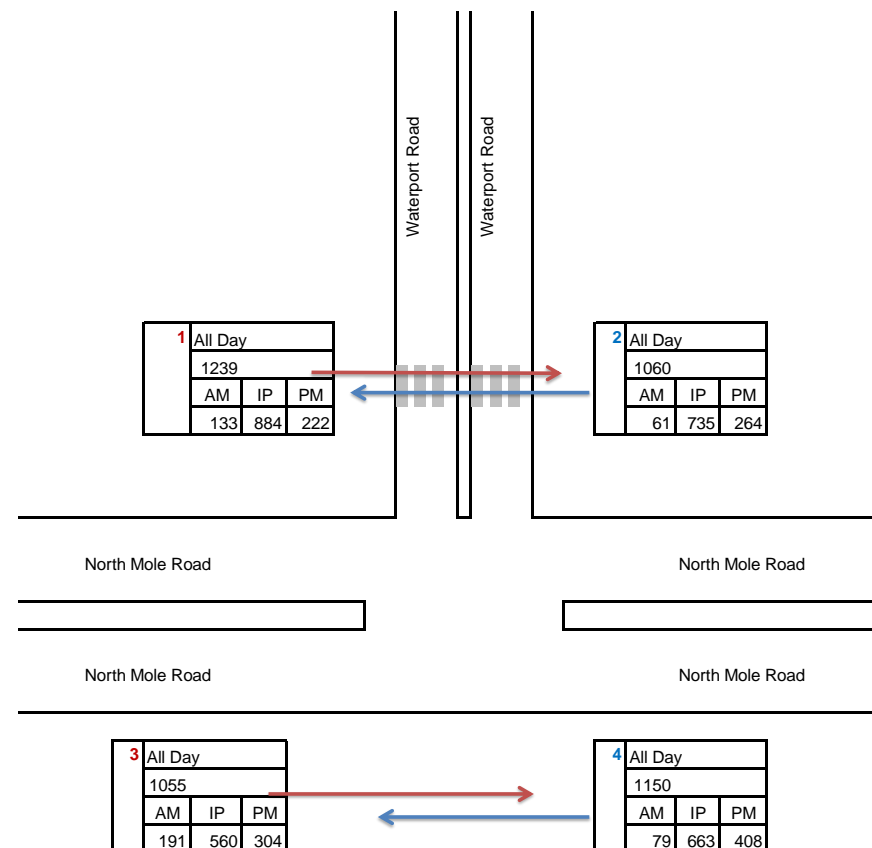 Waterport Road
Waterport Road
1 All Day
1239
AM IP PM
133 884 222
2 All Day
1060
AM IP PM
61 735 264
North Mole Road
North Mole Road
North Mole Road
North Mole Road
3 All Day
1055
AM IP PM
191 560 304
4 All Day
1150
AM IP PM
79 663 408